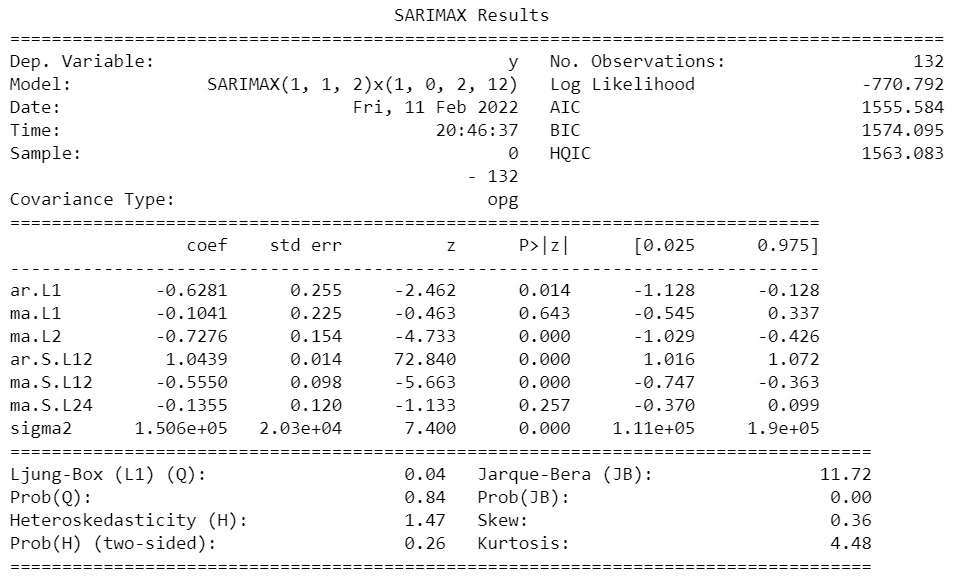 SARIMAX Results
==========================================================================================
Dep. Variable: y No. Observations: 132
Model: SARIMAX(1, 1, 2)x(1, 0, 2, 12) Log Likelihood -770.792
Date: Fri, 11 Feb 2022 AIC 1555.584
Time: 20:46:37 BIC 1574.095
Sample: 0 HQIC 1563.083
- 132
Covariance Type: opg
==============================================================================
coef std err z P>|z| [0.025 0.975]
------------------------------------------------------------------------------
ar.L1 -0.6281 0.255 -2.462 0.014 -1.128 -0.128
ma.L1 -0.1041 0.225 -0.463 0.643 -0.545 0.337
ma.L2 -0.7276 0.154 -4.733 0.000 -1.029 -0.426
ar.S.L12 1.0439 0.014 72.840 0.000 1.016 1.072
ma.S.L12 -0.5550 0.098 -5.663 0.000 -0.747 -0.363
ma.S.L24 -0.1355 0.120 -1.133 0.257 -0.370 0.099
sigma2 1.506e+05 2.03e+04 7.400 0.000 1.11e+05 1.9e+05
===================================================================================
Ljung-Box (L1) (Q): 0.04 Jarque-Bera (JB): 11.72
Prob(Q): 0.84 Prob(JB): 0.00
Heteroskedasticity (H): 1.47 Skew: 0.36
Prob(H) (two-sided): 0.26 Kurtosis: 4.48
===================================================================================